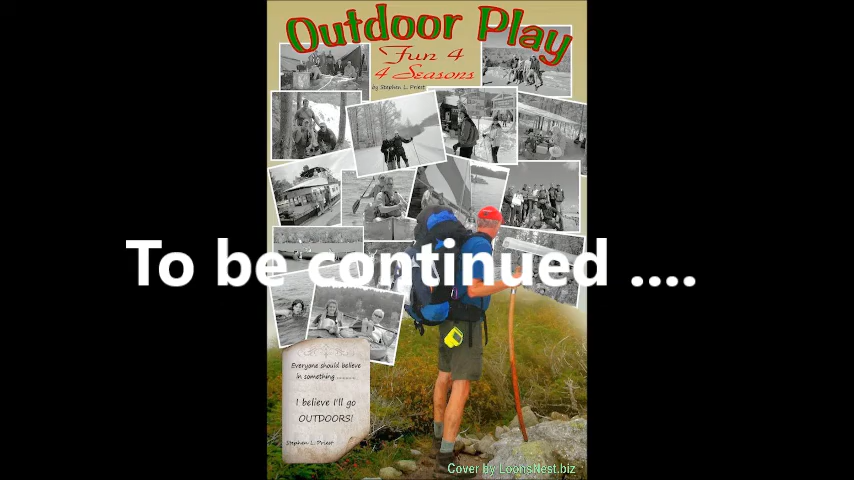 Outdoor Play
Fun 4
4 Seasons
by Stephen L. Priest
To be continued ....
Everyone should believe
in something ..........
I believe I'll go
OUTDOORS!
Stephen L. Priest
Cover by LoonsNest.biz